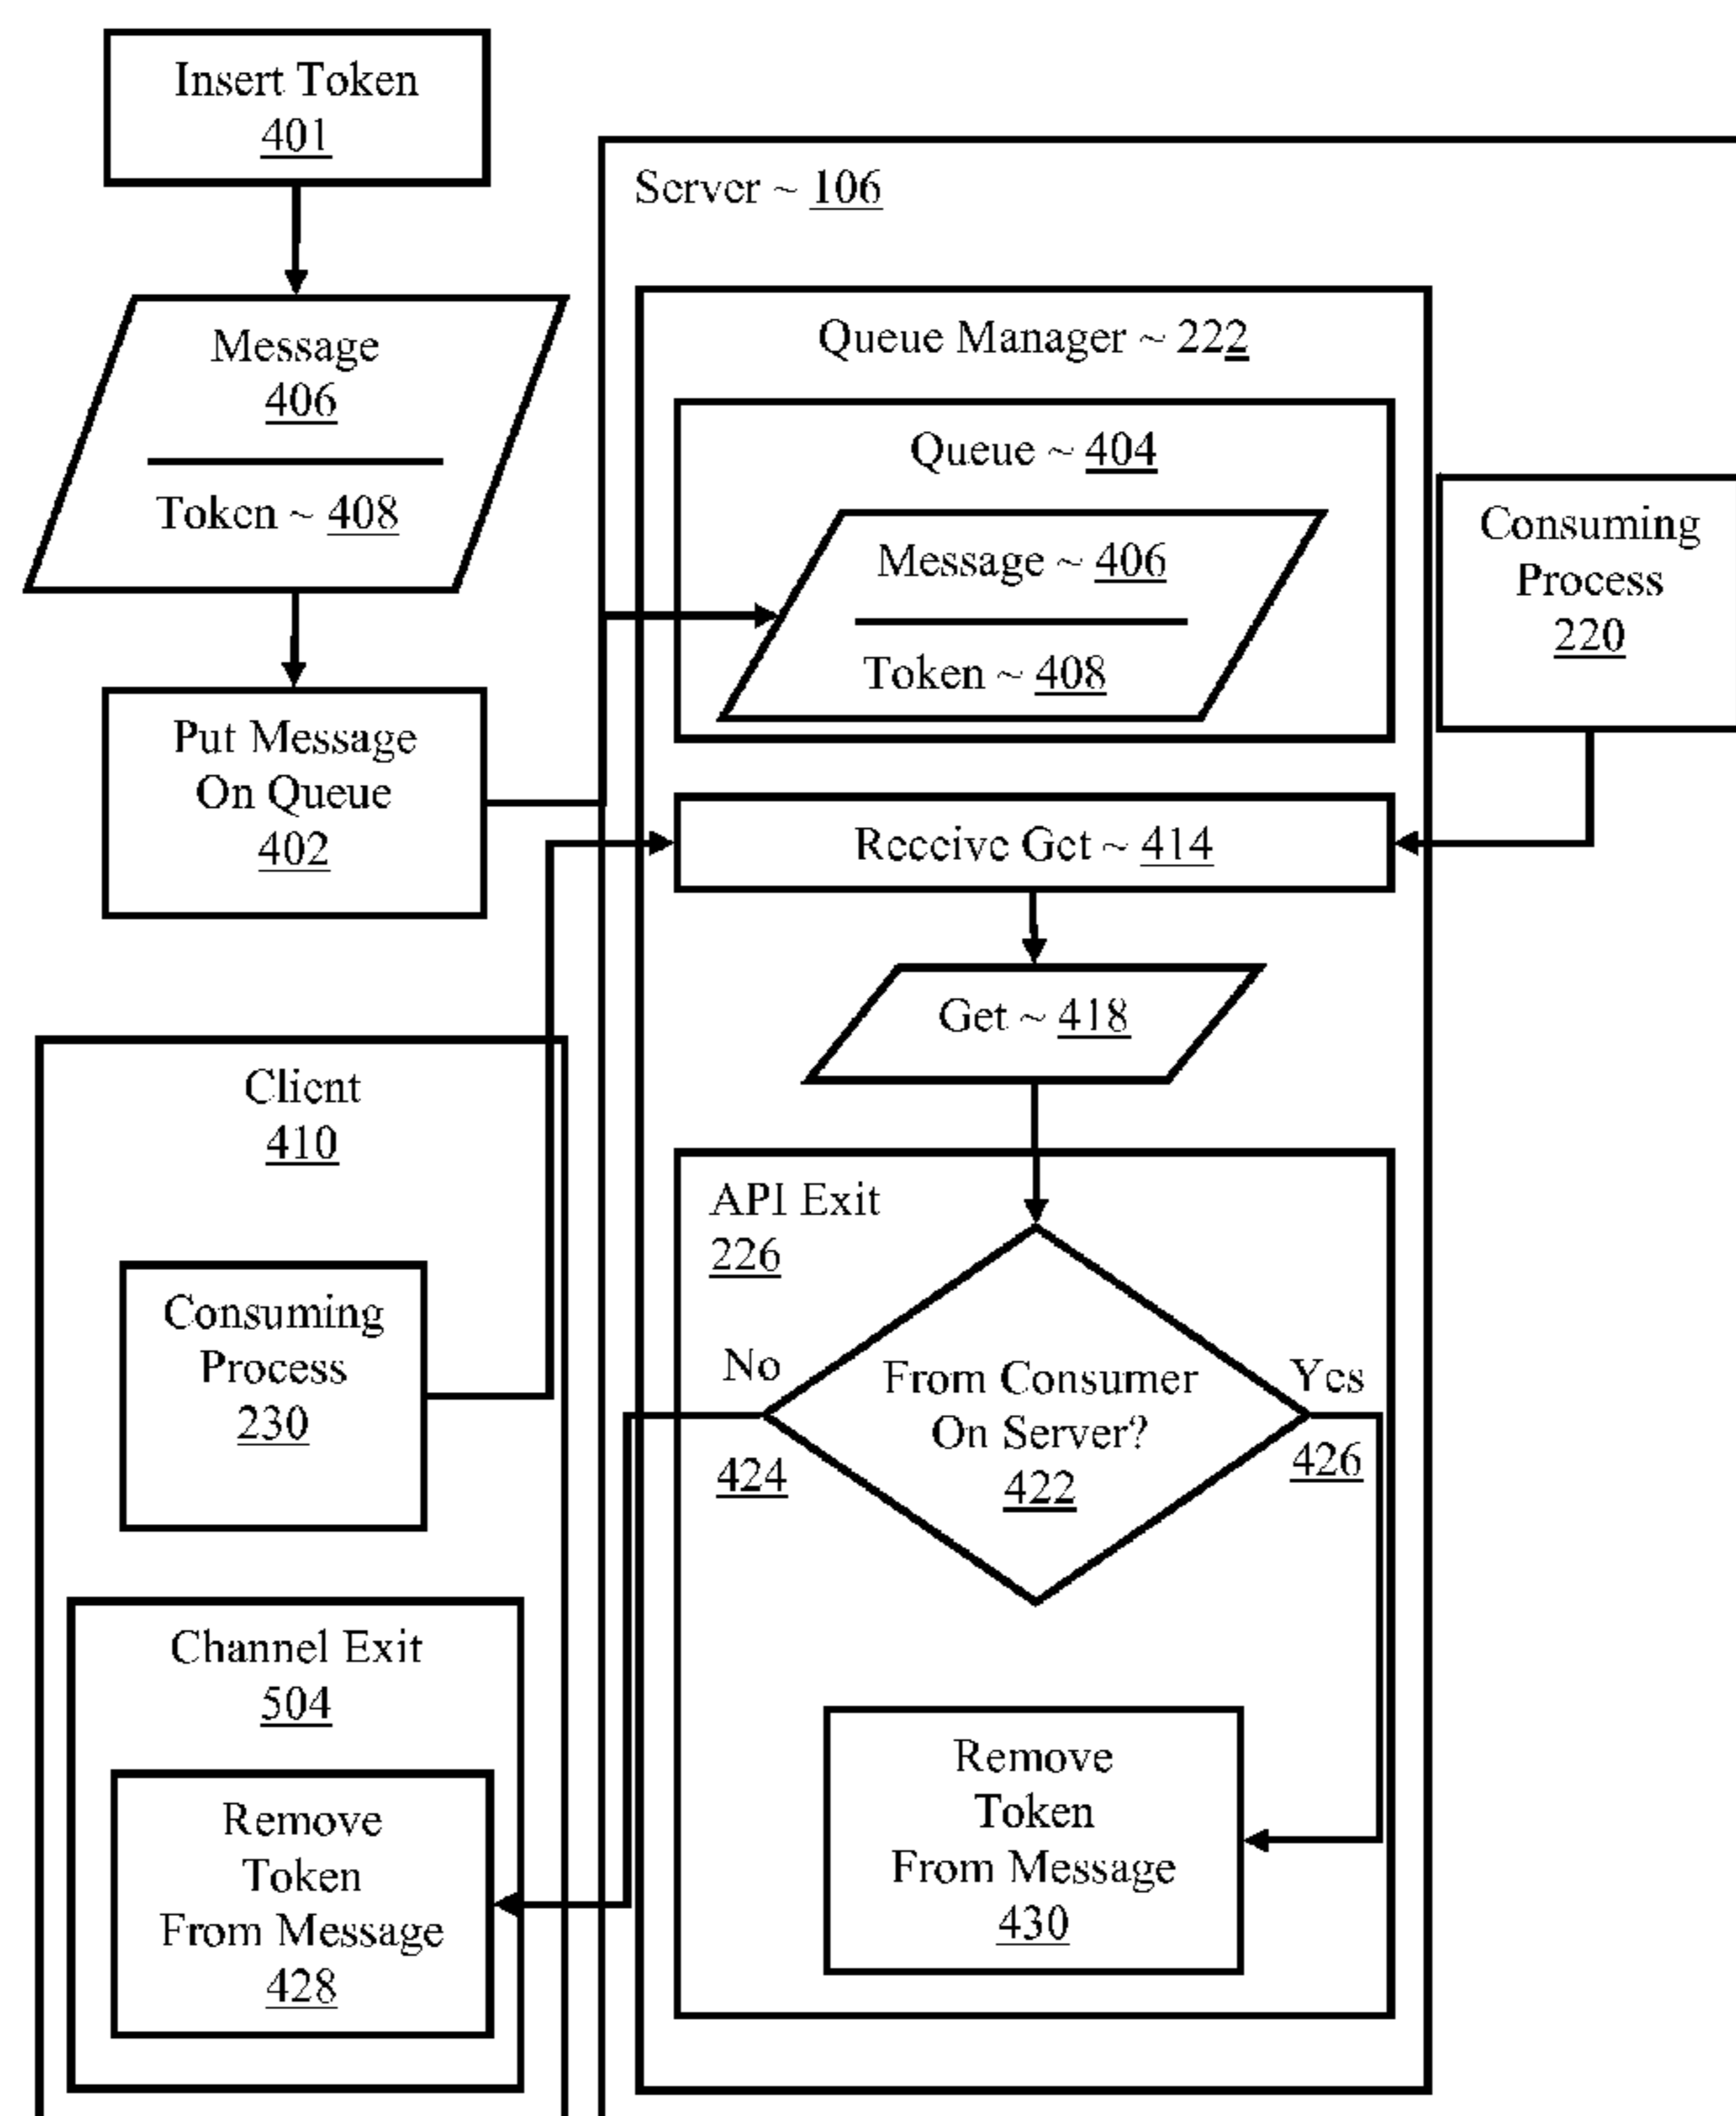 Insert Token
401
Message
406
Token ~ 408
Put Message
On Queue
402
Server ~ 106
Queue Manager ~ 222
Queue ~ 404
Message ~ 406
Token ~ 408
Consuming
Process
220
Receive Get ~ 414
Get ~ 418
Client
410
Consuming
Process
230
Channel Exit
504
Remove
Token
From Message
428
API Exit
226
No
424
From Consumer
On Server?
422
Yes
426
Remove
Token
From Message
430